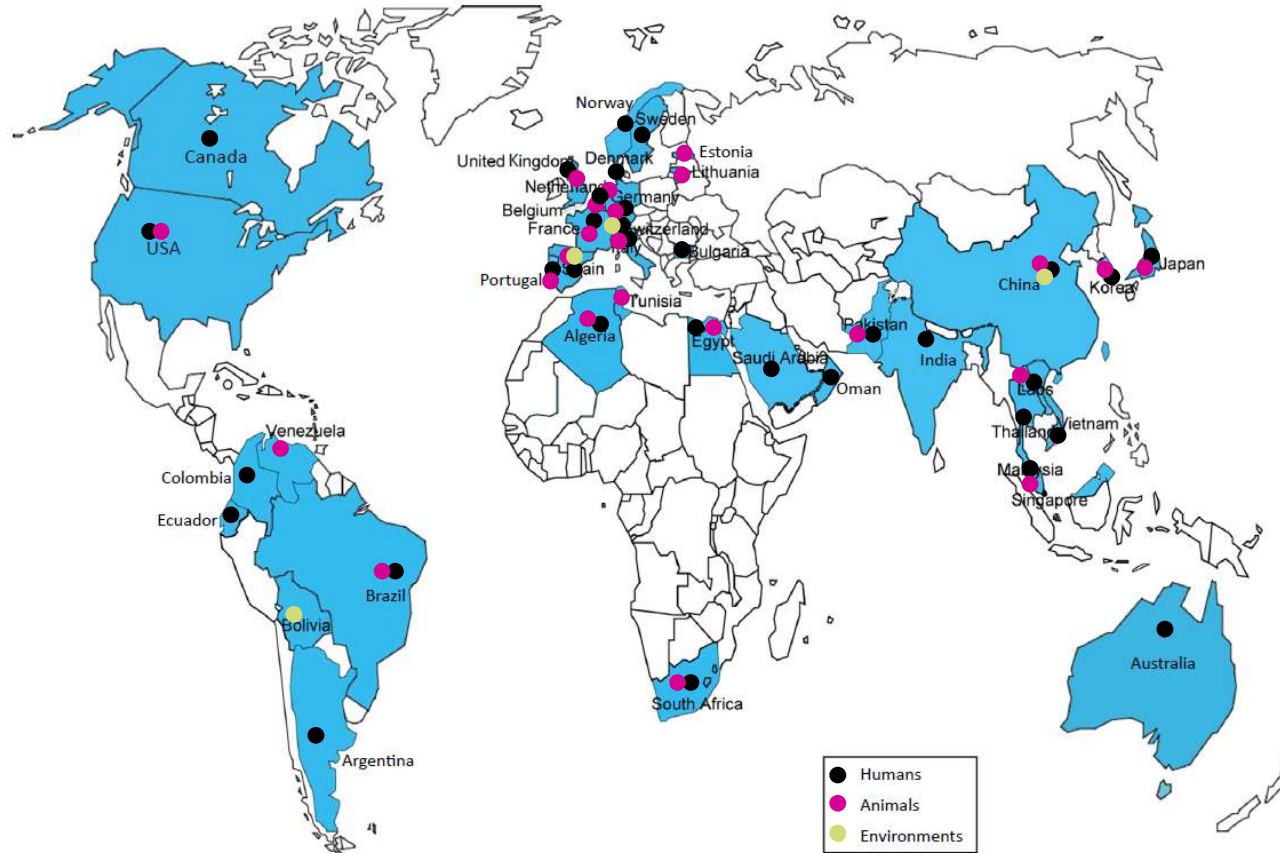 Norway
Sweden
Canada
United Kingdom
Denmark
Estonia
Lithuania
Netherland
Germany
Belgium
USA
France
Switzerland
Italy
Bulgaria
Spain
Portugal
Tunisia
China
Korea
Japan
Algeria
Egypt
Pakistan
Saudi Arabia
India
Oman
Laos
Venezuela
Thailand
Vietnam
Colombia
Malaysia
Singapore
Ecuador
Brazil
Bolivia
Australia
South Africa
Argentina
Humans
Animals
Environments